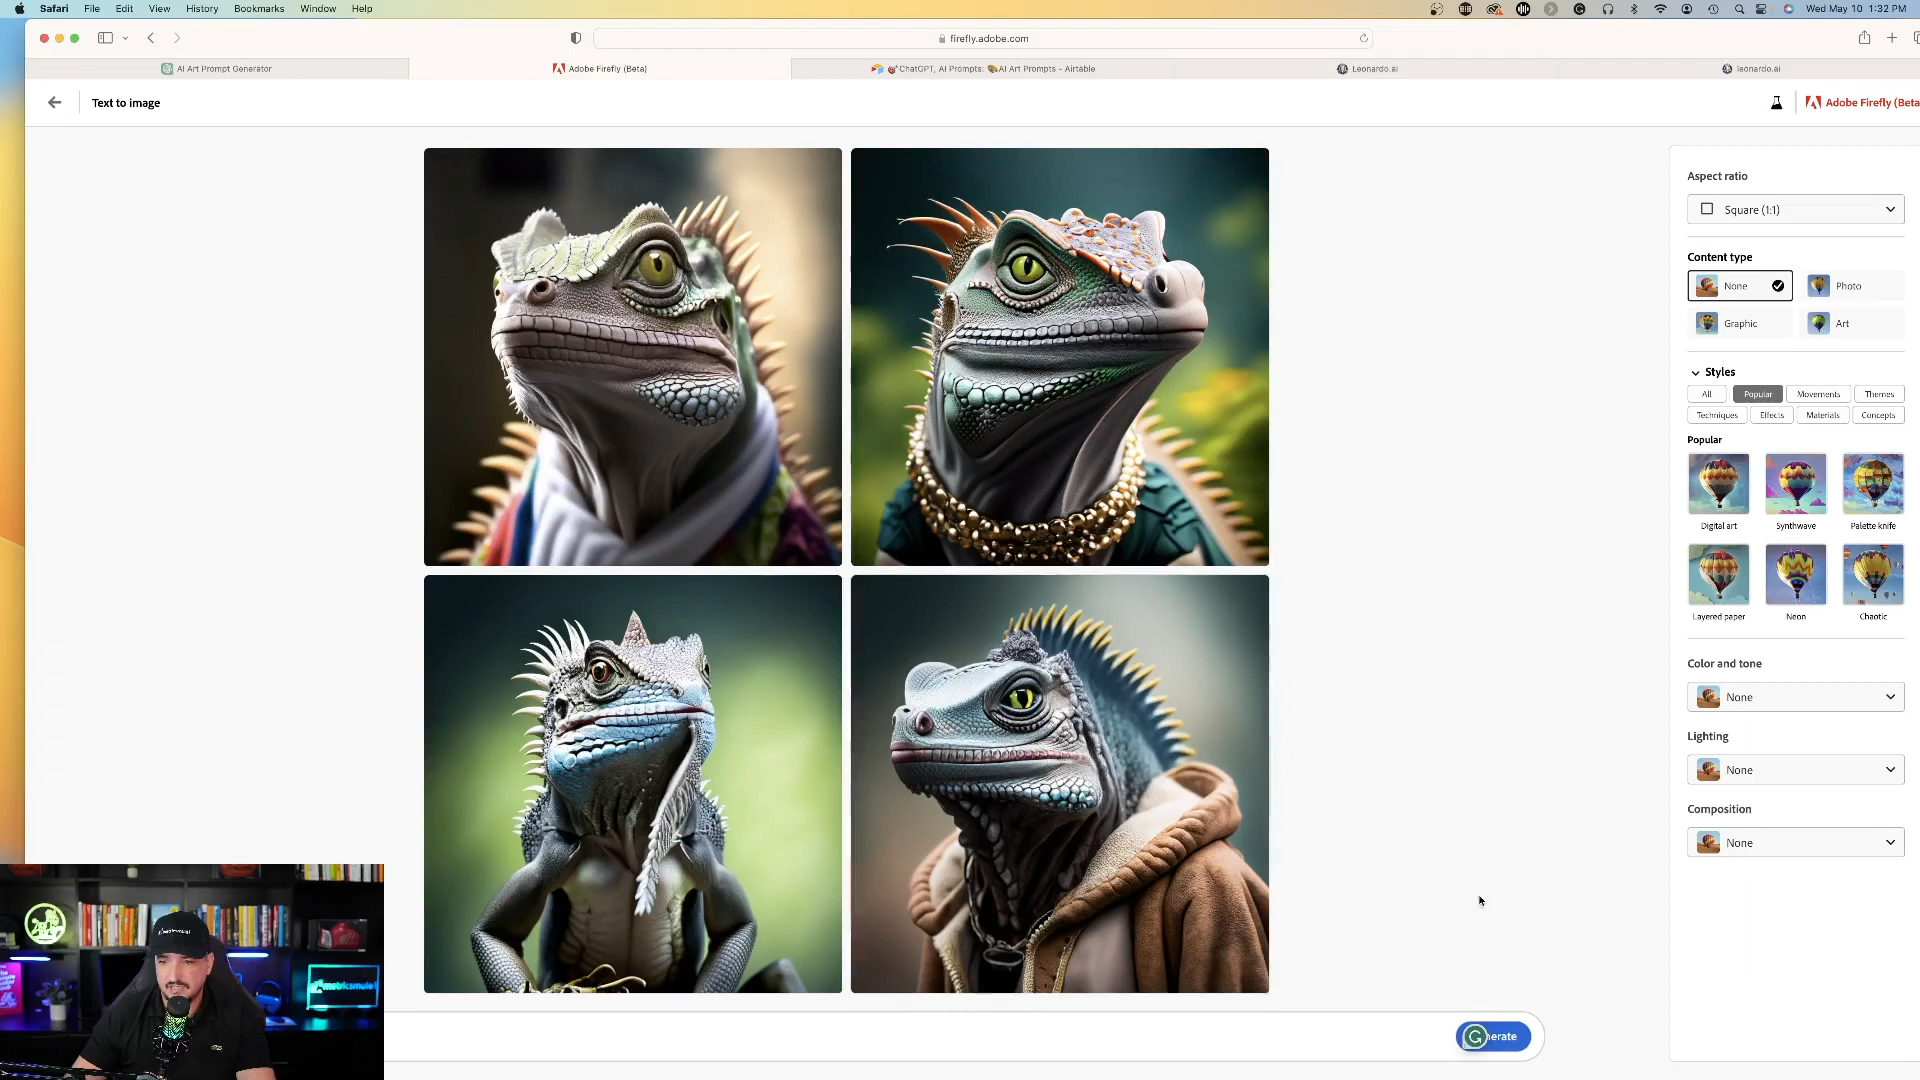 Safari File Edit View History Bookmarks Window Help Wed May 10 1:32 PM
firefly.adobe.com
AI Art Prompt Generator Adobe Firefly (Beta) ChatGPT, AI Prompts: AI Art Prompts - Airtable Leonardo.ai leonardo.ai
Text to image Adobe Firefly (Beta
Aspect ratio
Square (1:1)
Content type
None Photo
Graphic Art
Styles
All Popular Movements Themes
Techniques Effects Materials Concepts
Popular
Digital art Synthwave Palette knife
Layered paper Neon Chaotic
Color and tone
None
Lighting
None
Composition
None
erate